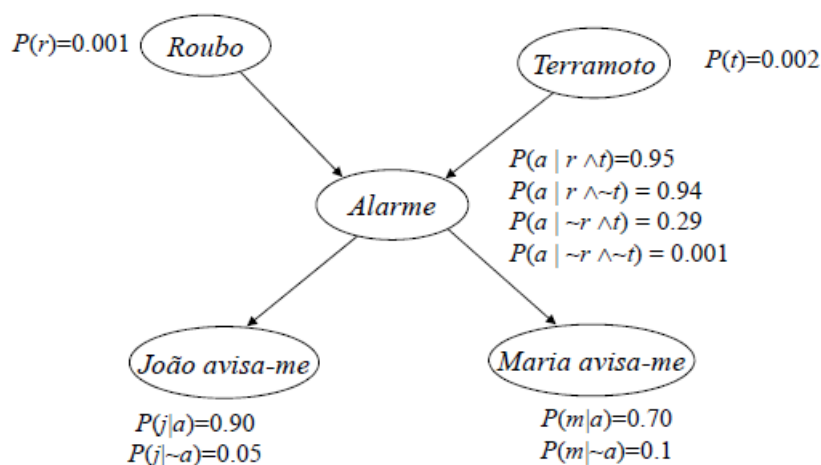 P(r)=0.001
Roubo
Terramoto
P(t)=0.002
Alarme
P(a | r ∧t)=0.95
P(a | r ∧~t) = 0.94
P(a | ~r ∧t) = 0.29
P(a | ~r ∧~t) = 0.001
João avisa-me
Maria avisa-me
P(j|a)=0.90
P(j|~a)=0.05
P(m|a)=0.70
P(m|~a)=0.1